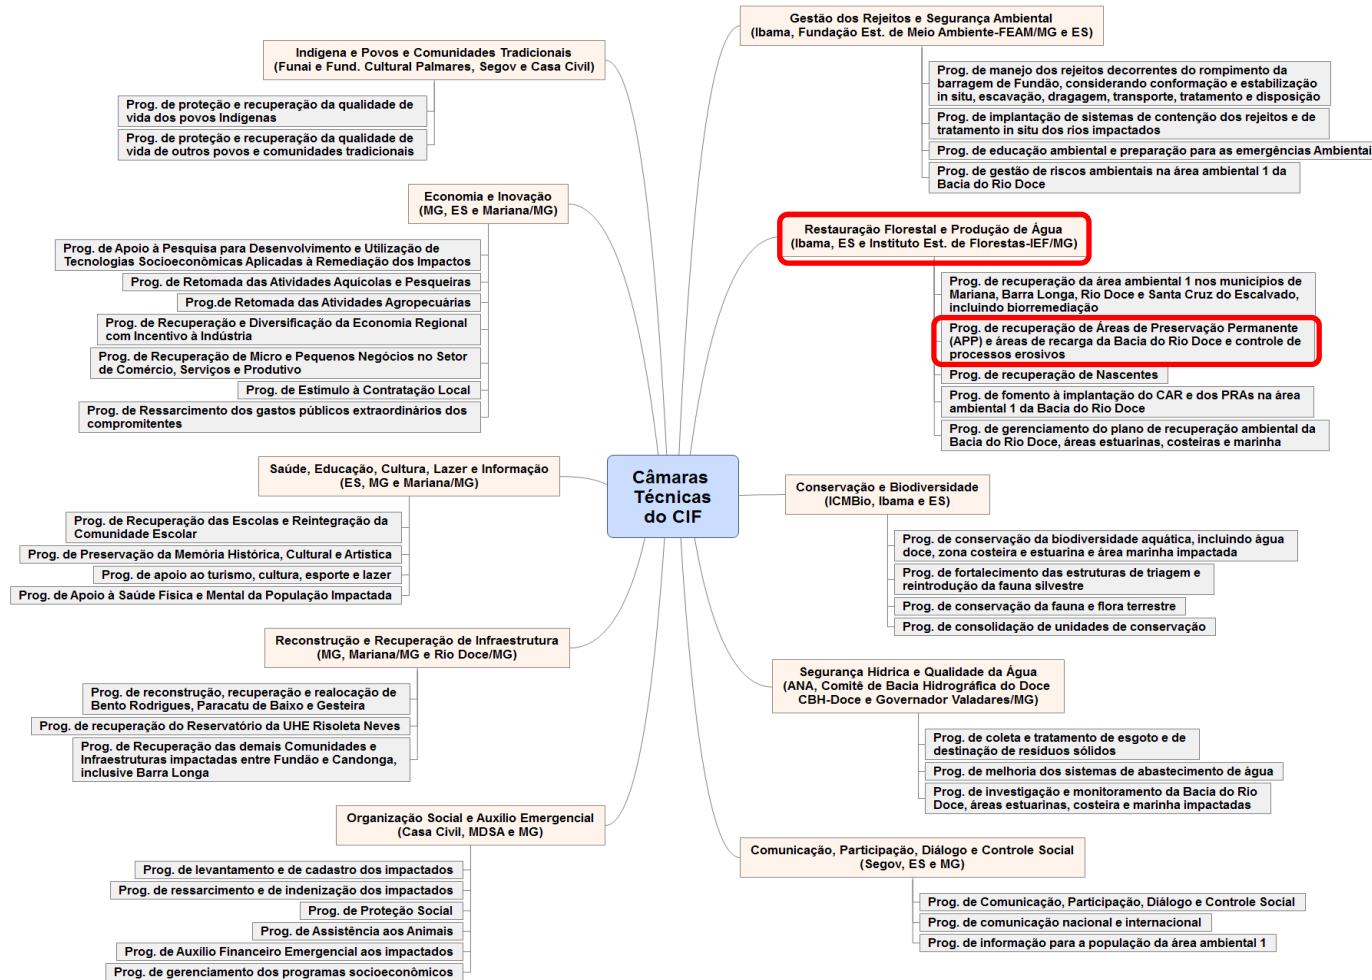 Indígena e Povos e Comunidades Tradicionais
(Funai e Fund. Cultural Palmares, Segov e Casa Civil)
Prog. de proteção e recuperação da qualidade de
vida dos povos Indígenas
Prog. de proteção e recuperação da qualidade de
vida de outros povos e comunidades tradicionais
Economia e Inovação
(MG, ES e Mariana/MG)
Prog. de Apoio à Pesquisa para Desenvolvimento e Utilização de
Tecnologias Socioeconômicas Aplicadas à Remediação dos Impactos
Prog. de Retomada das Atividades Aquícolas e Pesqueiras
Prog.de Retomada das Atividades Agropecuárias
Prog. de Recuperação e Diversificação da Economia Regional
com Incentivo à Indústria
Prog. de Recuperação de Micro e Pequenos Negócios no Setor
de Comércio, Serviços e Produtivo
Prog. de Estímulo à Contratação Local
Prog. de Ressarcimento dos gastos públicos extraordinários dos
compromitentes
Saúde, Educação, Cultura, Lazer e Informação
(ES, MG e Mariana/MG)
Prog. de Recuperação das Escolas e Reintegração da
Comunidade Escolar
Prog. de Preservação da Memória Histórica, Cultural e Artística
Prog. de apoio ao turismo, cultura, esporte e lazer
Prog. de Apoio à Saúde Física e Mental da População Impactada
Reconstrução e Recuperação de Infraestrutura
(MG, Mariana/MG e Rio Doce/MG)
Prog. de reconstrução, recuperação e realocação de
Bento Rodrigues, Paracatu de Baixo e Gesteira
Prog. de recuperação do Reservatório da UHE Risoleta Neves
Prog. de Recuperação das demais Comunidades e
Infraestruturas impactadas entre Fundão e Candonga,
inclusive Barra Longa
Organização Social e Auxílio Emergencial
(Casa Civil, MDSA e MG)
Prog. de levantamento e de cadastro dos impactados
Prog. de ressarcimento e de indenização dos impactados
Prog. de Proteção Social
Prog. de Assistência aos Animais
Prog. de Auxílio Financeiro Emergencial aos impactados
Prog. de gerenciamento dos programas socioeconômicos
Câmaras
Técnicas
do CIF
Gestão dos Rejeitos e Segurança Ambiental
(Ibama, Fundação Est. de Meio Ambiente-FEAM/MG e ES)
Prog. de manejo dos rejeitos decorrentes do rompimento da
barragem de Fundão, considerando conformação e estabilização
in situ, escavação, dragagem, transporte, tratamento e disposição
Prog. de implantação de sistemas de contenção dos rejeitos e de
tratamento in situ dos rios impactados
Prog. de educação ambiental e preparação para as emergências Ambientai
Prog. de gestão de riscos ambientais na área ambiental 1 da
Bacia do Rio Doce
Restauração Florestal e Produção de Água
(Ibama, ES e Instituto Est. de Florestas-IEF/MG)
Prog. de recuperação da área ambiental 1 nos municípios de
Mariana, Barra Longa, Rio Doce e Santa Cruz do Escalvado,
incluindo biorremediação
Prog. de recuperação de Áreas de Preservação Permanente
(APP) e áreas de recarga da Bacia do Rio Doce e controle de
processos erosivos
Prog. de recuperação de Nascentes
Prog. de fomento à implantação do CAR e dos PRAs na área
ambiental 1 da Bacia do Rio Doce
Prog. de gerenciamento do plano de recuperação ambiental da
Bacia do Rio Doce, áreas estuarinas, costeiras e marinha
Conservação e Biodiversidade
(ICMBio, Ibama e ES)
Prog. de conservação da biodiversidade aquática, incluindo água
doce, zona costeira e estuarina e área marinha impactada
Prog. de fortalecimento das estruturas de triagem e
reintrodução da fauna silvestre
Prog. de conservação da fauna e flora terrestre
Prog. de consolidação de unidades de conservação
Segurança Hídrica e Qualidade da Água
(ANA, Comitê de Bacia Hidrográfica do Doce
CBH-Doce e Governador Valadares/MG)
Prog. de coleta e tratamento de esgoto e de
destinação de resíduos sólidos
Prog. de melhoria dos sistemas de abastecimento de água
Prog. de investigação e monitoramento da Bacia do Rio
Doce, áreas estuarinas, costeira e marinha impactadas
Comunicação, Participação, Diálogo e Controle Social
(Segov, ES e MG)
Prog. de Comunicação, Participação, Diálogo e Controle Social
Prog. de comunicação nacional e internacional
Prog. de informação para a população da área ambiental 1